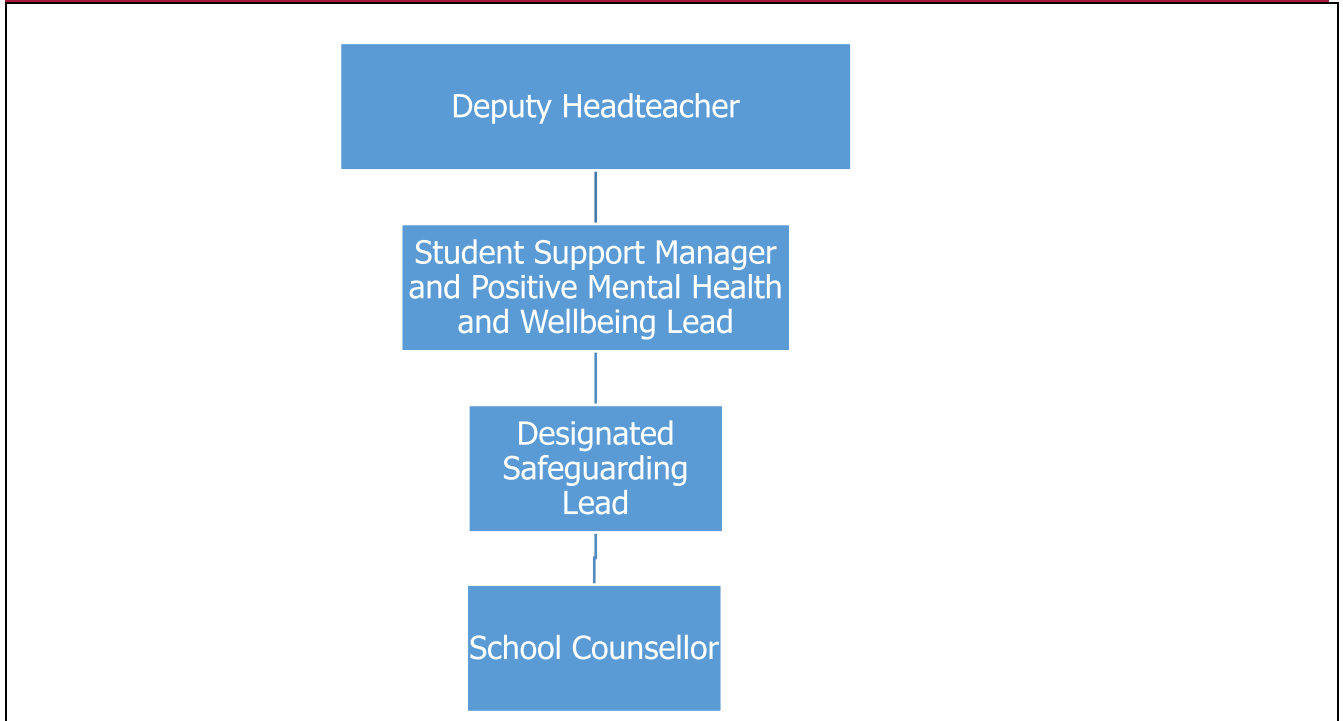 Deputy Headteacher
Student Support Manager
and Positive Mental Health
and Wellbeing Lead
Designated
Safeguarding
Lead
School Counsellor